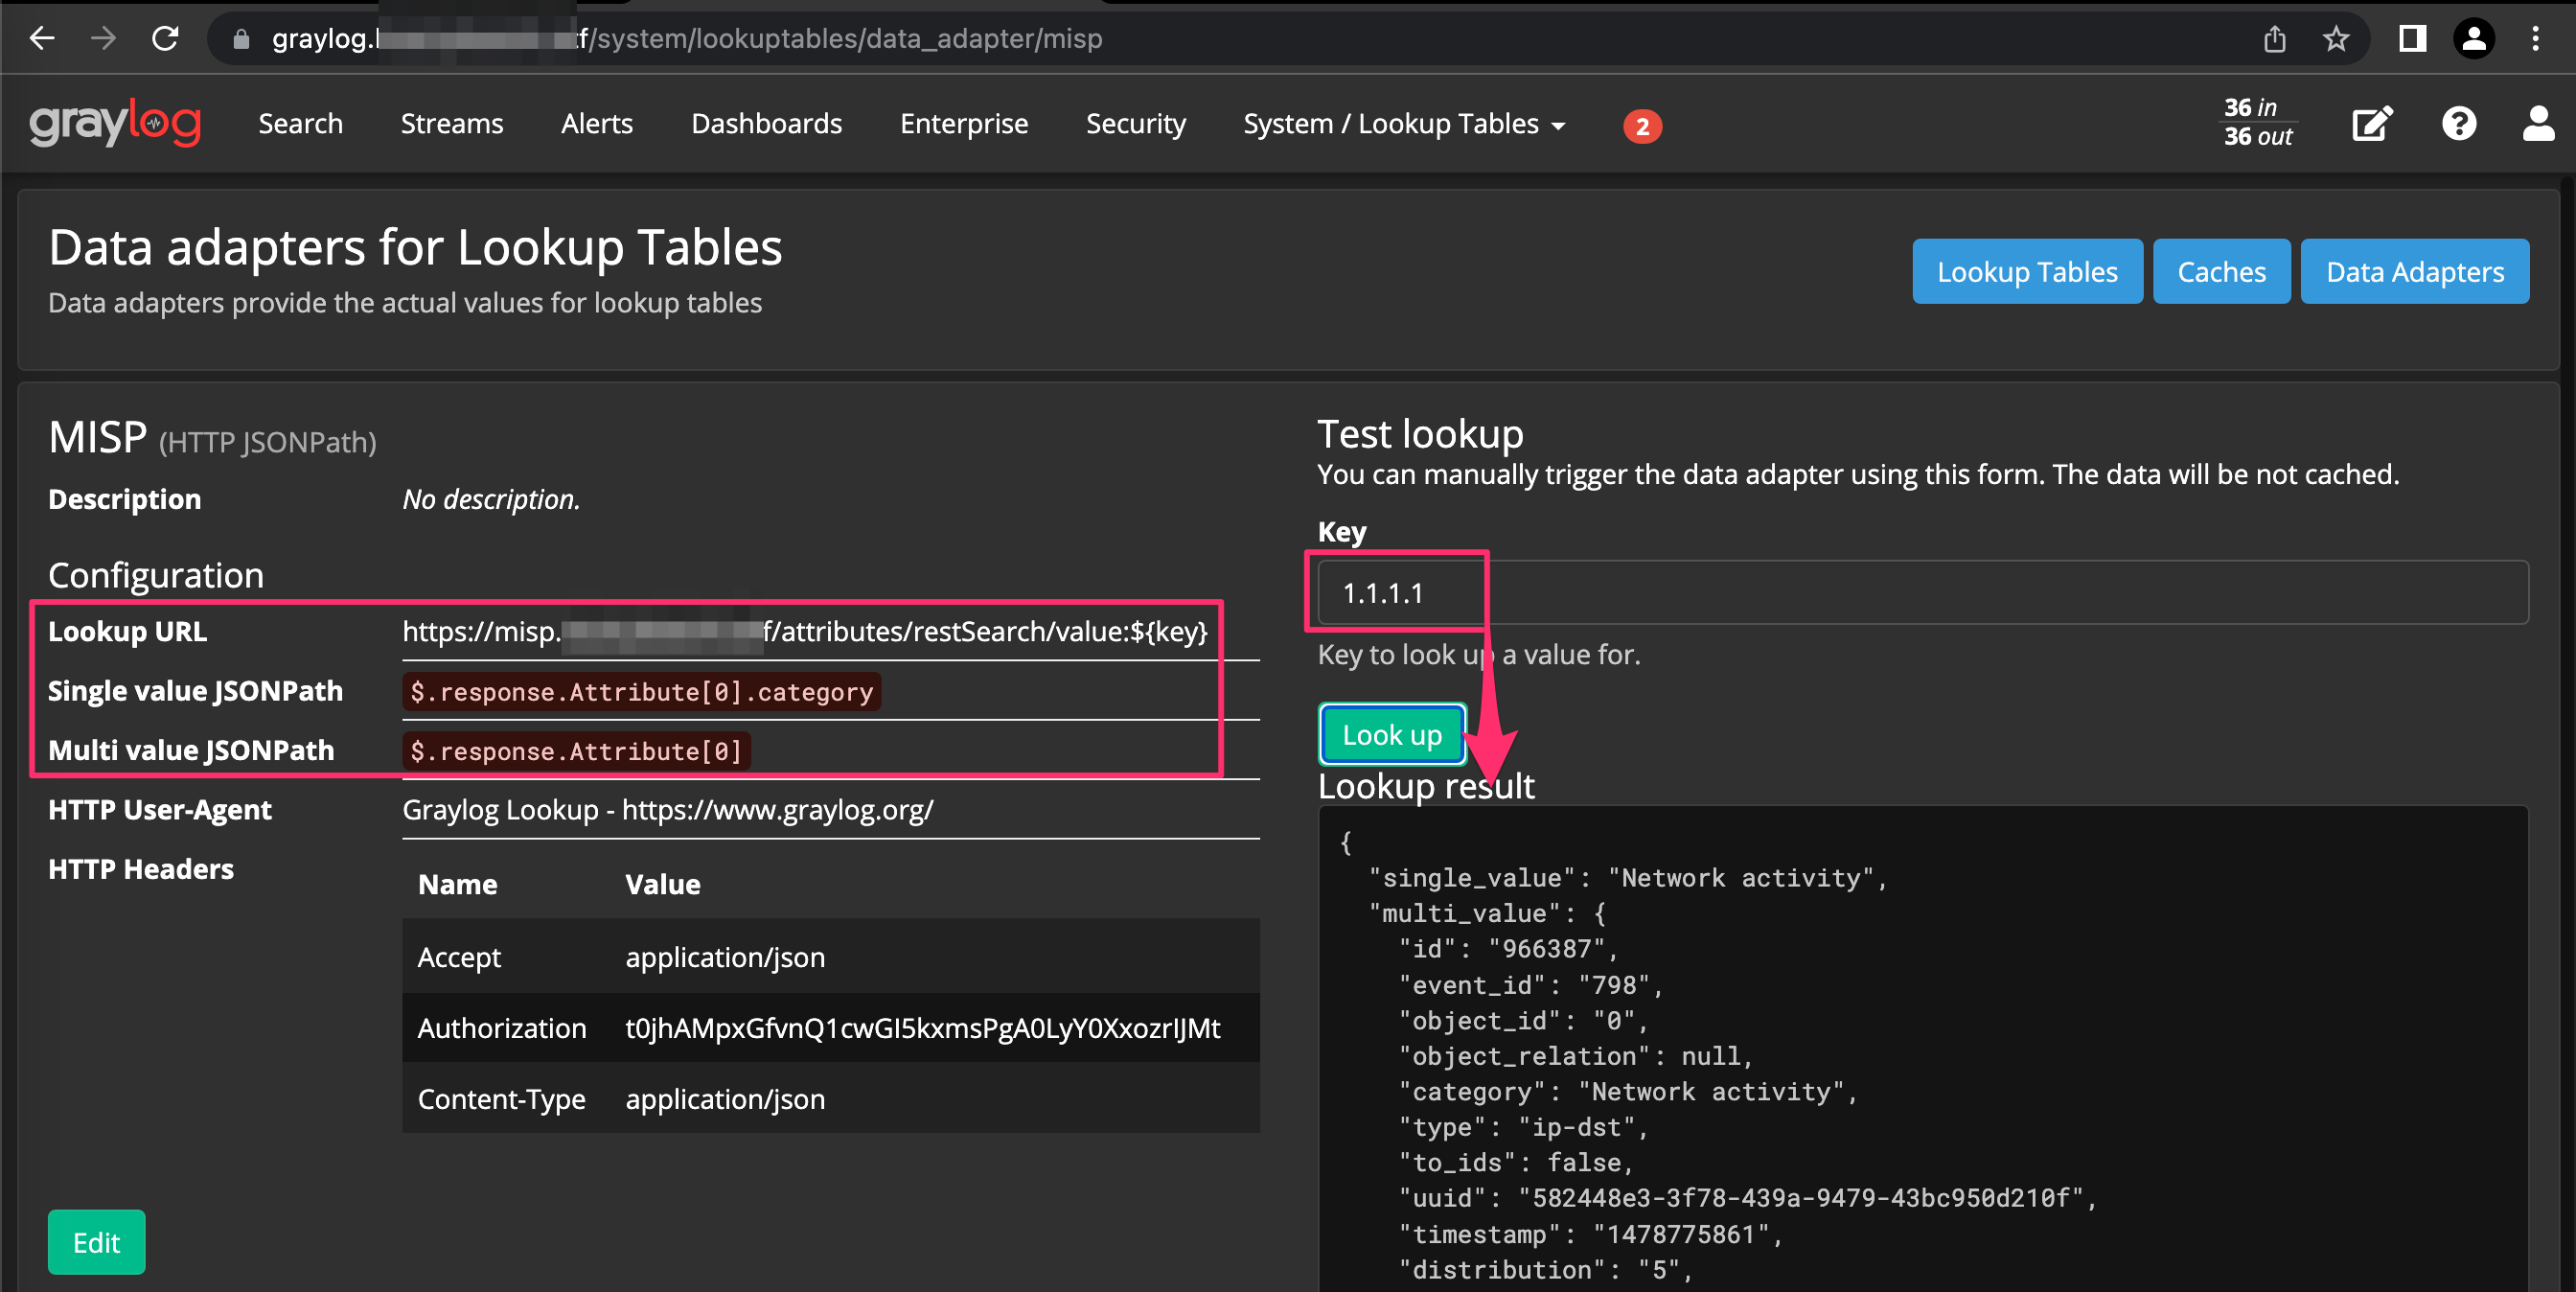 graylog. f/system/lookuptables/data_adapter/misp
graylog Search Streams Alerts Dashboards Enterprise Security System / Lookup Tables 2 36 in
36 out
Data adapters for Lookup Tables
Data adapters provide the actual values for lookup tables
Lookup Tables Caches Data Adapters
MISP (HTTP JSONPath)
Description No description.
Configuration
Lookup URL https://misp. f/attributes/restSearch/value:${key}
Single value JSONPath $.response.Attribute[0].category
Multi value JSONPath $.response.Attribute[0]
HTTP User-Agent Graylog Lookup - https://www.graylog.org/
HTTP Headers
Name Value
Accept application/json
Authorization t0jhAMpxGfvnQ1cwGI5kxmsPgA0LyY0XxozrIJMt
Content-Type application/json
Edit
Test lookup
You can manually trigger the data adapter using this form. The data will be not cached.
Key
1.1.1.1
Key to look up a value for.
Look up
Lookup result
{
"single_value": "Network activity",
"multi_value": {
"id": "966387",
"event_id": "798",
"object_id": "0",
"object_relation": null,
"category": "Network activity",
"type": "ip-dst",
"to_ids": false,
"uuid": "582448e3-3f78-439a-9479-43bc950d210f",
"timestamp": "1478775861",
"distribution": "5",